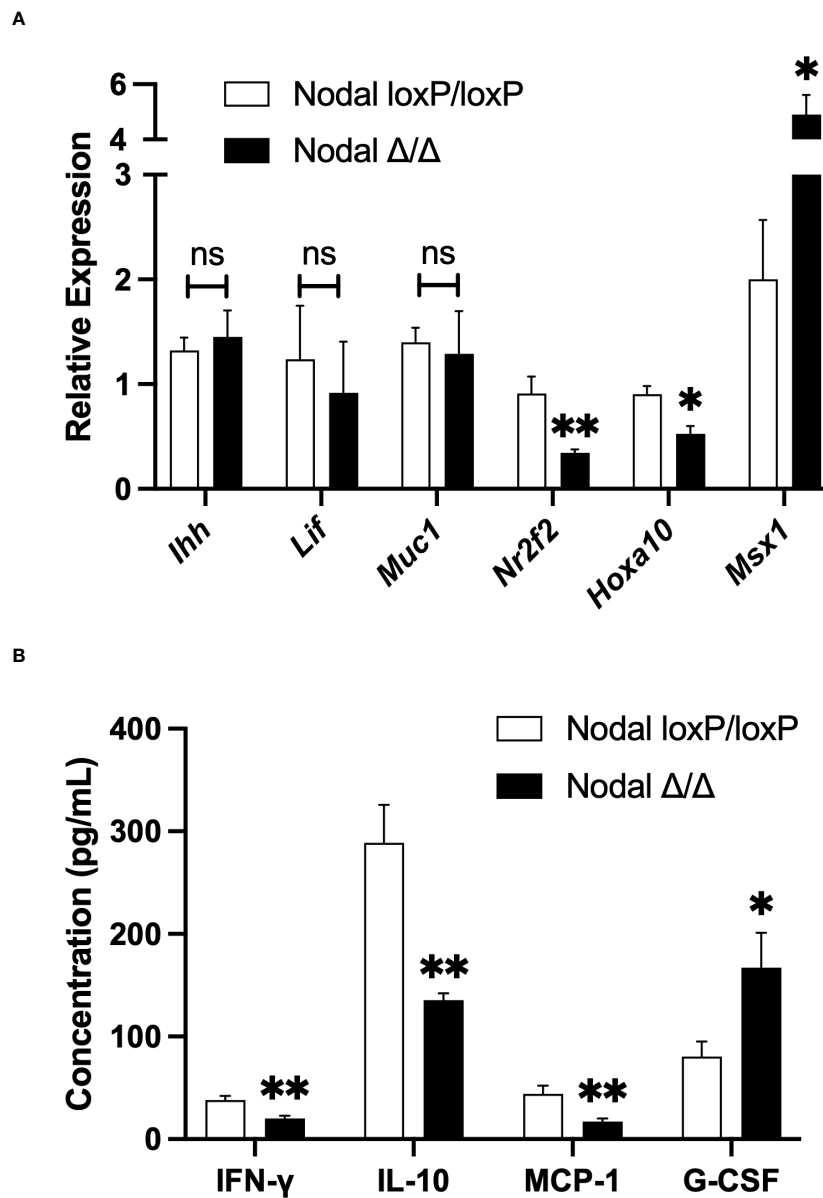 A
Nodal loxP/loxP
Nodal Δ/Δ
Relative Expression
6
4
3
2
1
0
ns
ns
ns
**
*
*
Ihh
Lif
Muc1
Nr2f2
Hoxa10
Msx1
B
Nodal loxP/loxP
Nodal Δ/Δ
Concentration (pg/mL)
400
300
200
100
0
**
**
**
*
IFN-γ
IL-10
MCP-1
G-CSF